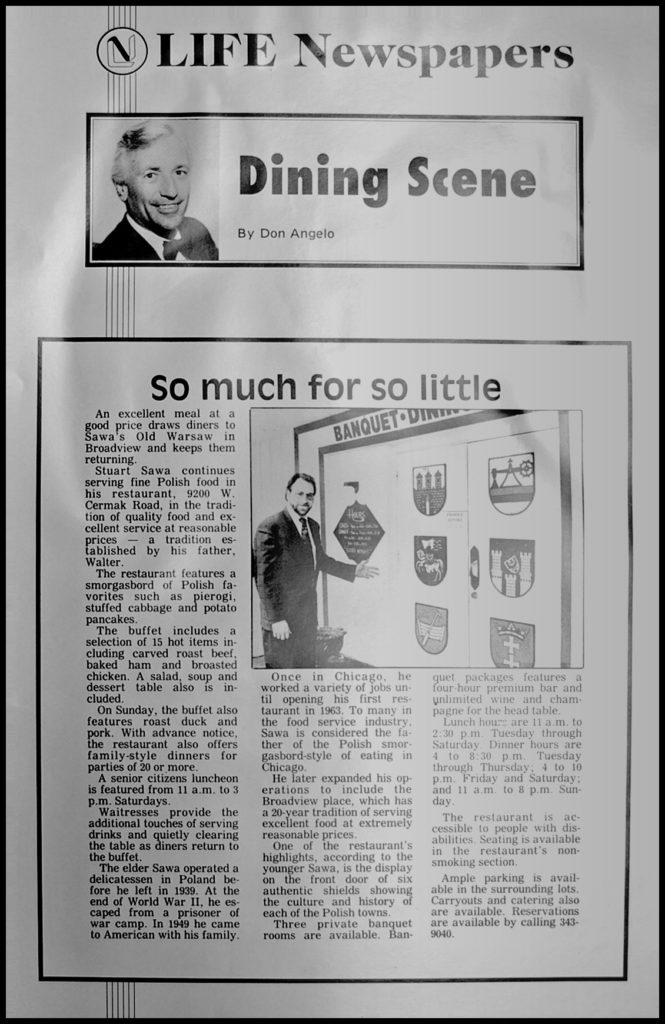 N LIFE Newspapers
Dining Scene
By Don Angelo
So much for so little
An excellent meal at a
good price draws diners to
Sawa's Old Warsaw in
Broadview and keeps them
returning.
Stuart Sawa continues
serving fine Polish food in
his restaurant, 9200 W.
Cermak Road, in the tradi-
tion of quality food and ex-
cellent service at reasonable
prices — a tradition es-
tablished by his father,
Walter.
The restaurant features a
smorgasbord of Polish fa-
vorites such as pierogi,
stuffed cabbage and potato
pancakes.
The buffet includes a
selection of 15 hot items in-
cluding carved roast beef,
baked ham and broasted
chicken. A salad, soup and
dessert table also is in-
cluded.
On Sunday, the buffet also
features roast duck and
pork. With advance notice,
the restaurant also offers
family-style dinners for
parties of 20 or more.
A senior citizens luncheon
is featured from 11 a.m. to 3
p.m. Saturdays.
Waitresses provide the
additional touches of serving
drinks and quietly clearing
the table as diners return to
the buffet.
The elder Sawa operated a
delicatessen in Poland be-
fore he left in 1939. At the
end of World War II, he es-
caped from a prisoner of
war camp. In 1949 he came
to American with his family.
BANQUET • DINING
Hours
Once in Chicago, he
worked a variety of jobs un-
til opening his first res-
taurant in 1963. To many in
the food service industry,
Sawa is considered the fa-
ther of the Polish smor-
gasbord-style of eating in
Chicago.
He later expanded his op-
erations to include the
Broadview place, which has
a 20-year tradition of serving
excellent food at extremely
reasonable prices.
One of the restaurant's
highlights, according to the
younger Sawa, is the display
on the front door of six
authentic shields showing
the culture and history of
each of the Polish towns.
Three private banquet
rooms are available. Ban-
quet packages features a
four-hour premium bar and
unlimited wine and cham-
pagne for the head table.
Lunch hours are 11 a.m. to
2:30 p.m. Tuesday through
Saturday. Dinner hours are
4 to 8:30 p.m. Tuesday
through Thursday; 4 to 10
p.m. Friday and Saturday;
and 11 a.m. to 8 p.m. Sun-
day.
The restaurant is ac-
cessible to people with dis-
abilities. Seating is available
in the restaurant's non-
smoking section.
Ample parking is avail-
able in the surrounding lots.
Carryouts and catering also
are available. Reservations
are available by calling 343-
9040.